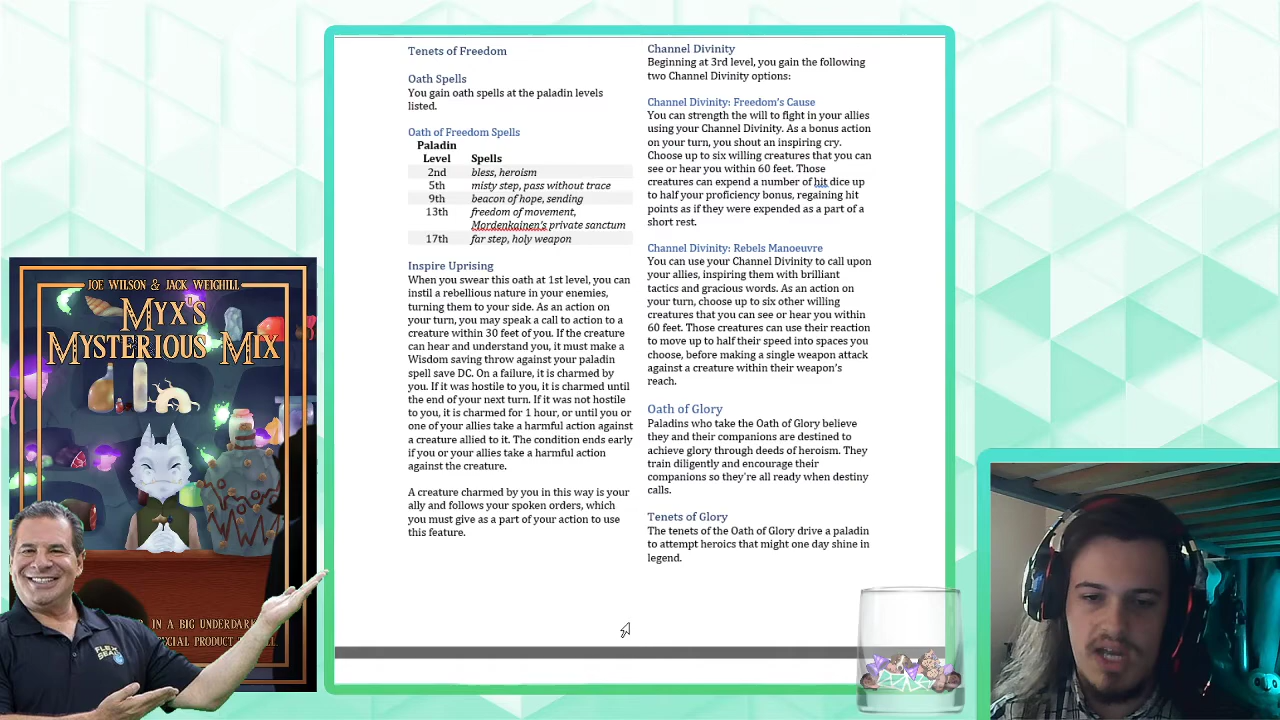 JOE WILSON & JACK WEIGHILL
MYX'S
MYSTERIOUS MIX
Tenets of Freedom
Oath Spells
You gain oath spells at the paladin levels
listed.
Oath of Freedom Spells
Paladin
Level Spells
2nd bless, heroism
5th misty step, pass without trace
9th beacon of hope, sending
13th freedom of movement,
Mordenkainen's private sanctum
17th far step, holy weapon
Inspire Uprising
When you swear this oath at 1st level, you can
instil a rebellious nature in your enemies,
turning them to your side. As an action on
your turn, you may speak a call to action to a
creature within 30 feet of you. If the creature
can hear and understand you, it must make a
Wisdom saving throw against your paladin
spell save DC. On a failure, it is charmed by
you. If it was hostile to you, it is charmed until
the end of your next turn. If it was not hostile
to you, it is charmed for 1 hour, or until you or
one of your allies take a harmful action against
a creature allied to it. The condition ends early
if you or your allies take a harmful action
against the creature.
A creature charmed by you in this way is your
ally and follows your spoken orders, which
you must give as a part of your action to use
this feature.
Channel Divinity
Beginning at 3rd level, you gain the following
two Channel Divinity options:
Channel Divinity: Freedom's Cause
You can strength the will to fight in your allies
using your Channel Divinity. As a bonus action
on your turn, you shout an inspiring cry.
Choose up to six willing creatures that you can
see or hear you within 60 feet. Those
creatures can expend a number of hit dice up
to half your proficiency bonus, regaining hit
points as if they were expended as a part of a
short rest.
Channel Divinity: Rebels Manoeuvre
You can use your Channel Divinity to call upon
your allies, inspiring them with brilliant
tactics and gracious words. As an action on
your turn, choose up to six other willing
creatures that you can see or hear you within
60 feet. Those creatures can use their reaction
to move up to half their speed into spaces you
choose, before making a single weapon attack
against a creature within their weapon's
reach.
Oath of Glory
Paladins who take the Oath of Glory believe
they and their companions are destined to
achieve glory through deeds of heroism. They
train diligently and encourage their
companions so they're all ready when destiny
calls.
Tenets of Glory
The tenets of the Oath of Glory drive a paladin
to attempt heroics that might one day shine in
legend.
IN A BIG UNDERDARK
PRODUCT